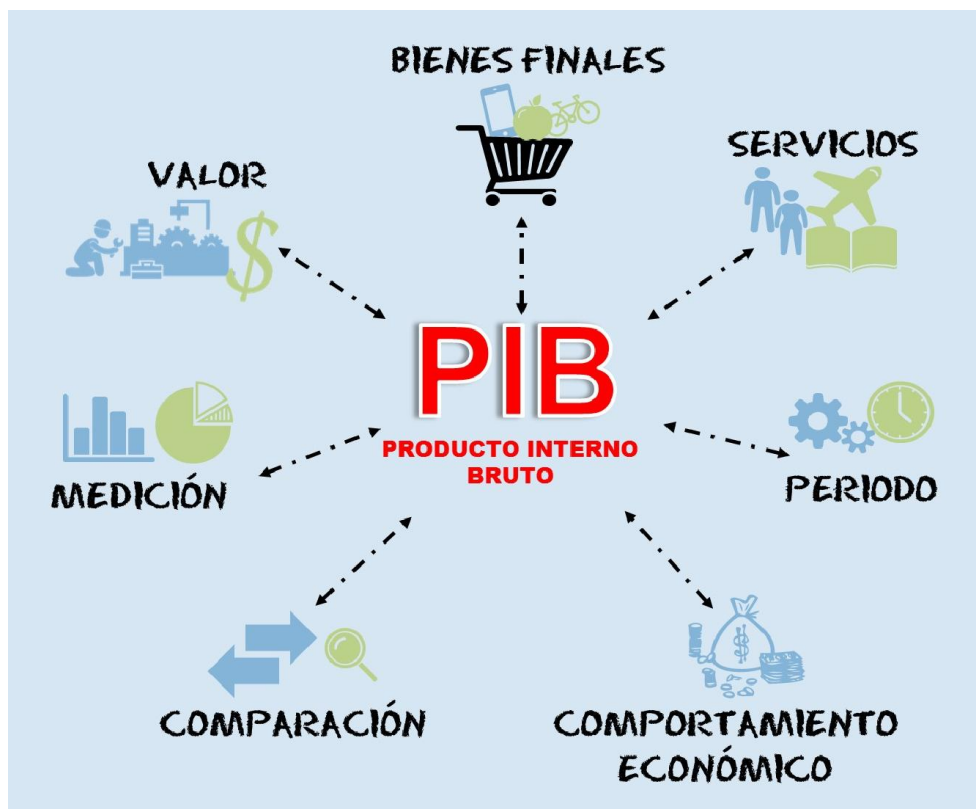 BIENES FINALES
SERVICIOS
VALOR
$
PIB
PRODUCTO INTERNO
BRUTO
MEDICIÓN
PERIODO
$
COMPARACIÓN
COMPORTAMIENTO
ECONÓMICO